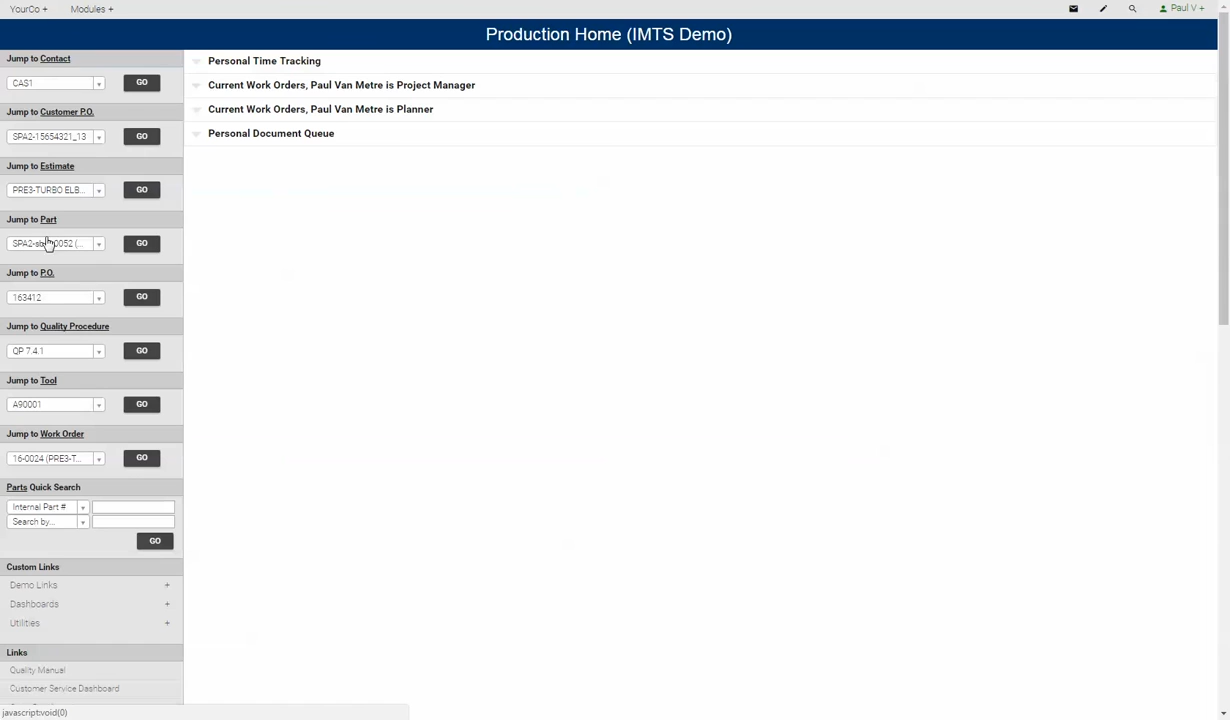 YourCo + Modules + Paul V +
Production Home (IMTS Demo)
Jump to Contact
CAS1 GO
Jump to Customer P.O.
SPA2-15654321_13 GO
Jump to Estimate
PRE3-TURBO ELB... GO
Jump to Part
(... GO
Jump to P.O.
163412 GO
Jump to Quality Procedure
QP 7.4.1 GO
Jump to Tool
A90001 GO
Jump to Work Order
16-0024 (PRE3-T... GO
Parts Quick Search
Internal Part #
Search by...
GO
Custom Links
Demo Links +
Dashboards +
Utilities +
Links
Quality Manual
Customer Service Dashboard
javascript:void(0)
Personal Time Tracking
Current Work Orders, Paul Van Metre is Project Manager
Current Work Orders, Paul Van Metre is Planner
Personal Document Queue